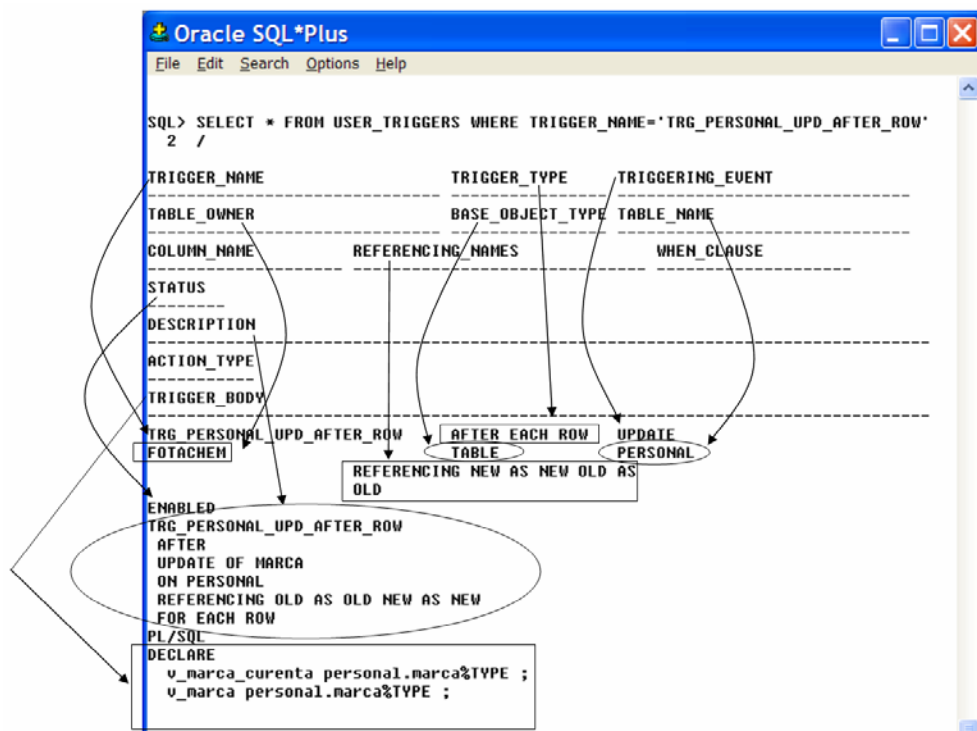 Oracle SQL*Plus
File Edit Search Options Help
SQL> SELECT * FROM USER_TRIGGERS WHERE TRIGGER_NAME='TRG_PERSONAL_UPD_AFTER_ROW'
2 /
TRIGGER_NAME TRIGGER_TYPE TRIGGERING_EVENT
TABLE_OWNER BASE_OBJECT_TYPE TABLE_NAME
COLUMN_NAME REFERENCING_NAMES WHEN_CLAUSE
STATUS
DESCRIPTION
ACTION_TYPE
TRIGGER_BODY
TRG_PERSONAL_UPD_AFTER_ROW AFTER EACH ROW UPDATE
FOTACHEM TABLE PERSONAL
REFERENCING NEW AS NEW OLD AS
OLD
ENABLED
TRG_PERSONAL_UPD_AFTER_ROW
AFTER
UPDATE OF MARCA
ON PERSONAL
REFERENCING OLD AS OLD NEW AS NEW
FOR EACH ROW
PL/SQL
DECLARE
v_marca_curenta personal.marca%TYPE ;
v_marca personal.marca%TYPE ;